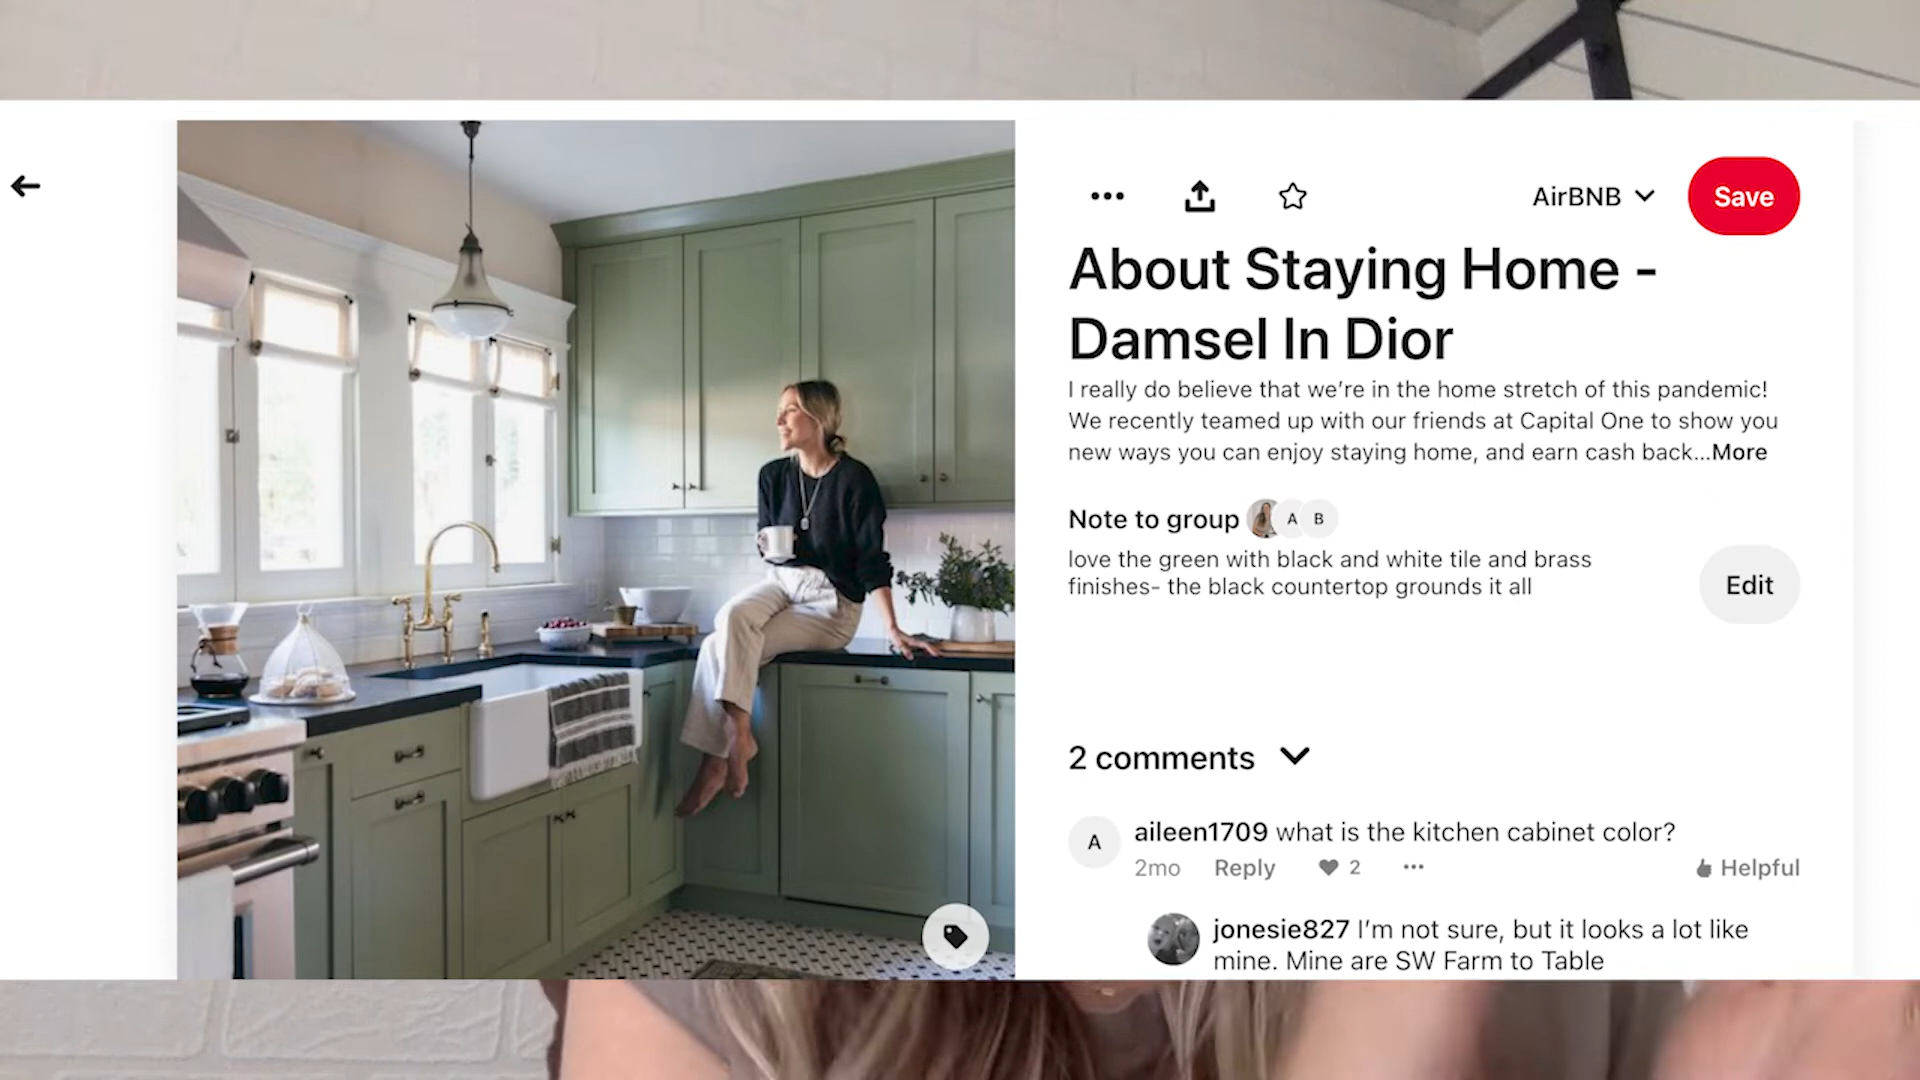 AirBNB
Save
About Staying Home -
Damsel In Dior
I really do believe that we’re in the home stretch of this pandemic!
We recently teamed up with our friends at Capital One to show you
new ways you can enjoy staying home, and earn cash back...More
Note to group A B
love the green with black and white tile and brass
finishes- the black countertop grounds it all
Edit
2 comments
A
aileen1709 what is the kitchen cabinet color?
2mo Reply 2 Helpful
jonesie827 I’m not sure, but it looks a lot like
mine. Mine are SW Farm to Table